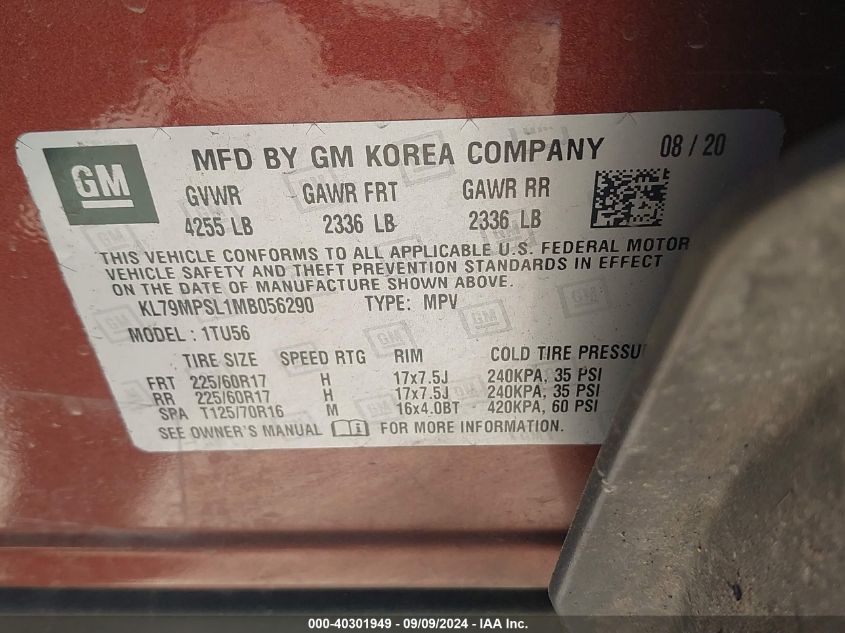 GM
MFD BY GM KOREA COMPANY 08 / 20
GVWR GAWR FRT GAWR RR
4255 LB 2336 LB 2336 LB
THIS VEHICLE CONFORMS TO ALL APPLICABLE U.S. FEDERAL MOTOR
VEHICLE SAFETY AND THEFT PREVENTION STANDARDS IN EFFECT
ON THE DATE OF MANUFACTURE SHOWN ABOVE.
KL79MPSL1MB056290 TYPE: MPV
MODEL : 1TU56
TIRE SIZE SPEED RTG RIM COLD TIRE PRESSU
FRT 225/60R17 H 17x7.5J 240KPA, 35 PSI
RR 225/60R17 H 17x7.5J 240KPA, 35 PSI
SPA T125/70R16 M 16x4.0BT 420KPA, 60 PSI
SEE OWNER'S MANUAL FOR MORE INFORMATION.
000-40301949 - 09/09/2024 - IAA Inc.